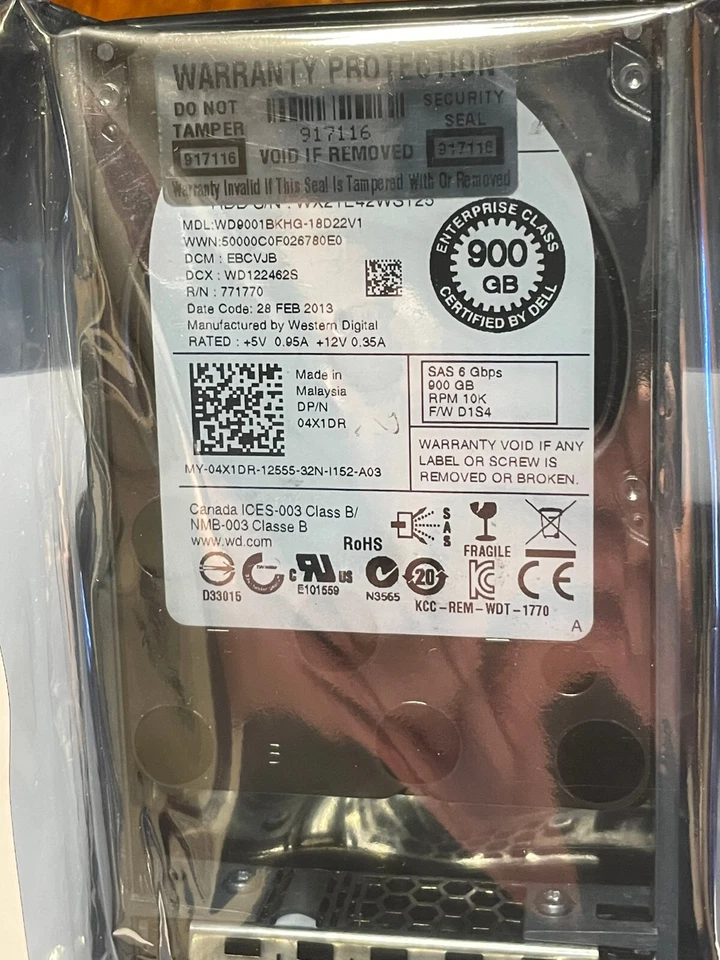 WARRANTY PROTECTION
DO NOT
TAMPER
917116
SECURITY
SEAL
917116
VOID IF REMOVED
917116
Warranty Invalid If This Seal Is Tampered With Or Removed
HDD S/N : WX21E42WS125
MDL:WD9001BKHG-18D22V1
WWN:50000C0F026780E0
DCM : EBCVJB
DCX : WD122462S
R/N : 771770
Date Code: 28 FEB 2013
Manufactured by Western Digital
RATED : +5V 0.95A +12V 0.35A
ENTERPRISE CLASS
900
GB
CERTIFIED BY DELL
Made in
Malaysia
DP/N
04X1DR
MY-04X1DR-12555-32N-I152-A03
SAS 6 Gbps
900 GB
RPM 10K
F/W D1S4
WARRANTY VOID IF ANY
LABEL OR SCREW IS
REMOVED OR BROKEN.
Canada ICES-003 Class B/
NMB-003 Classe B
www.wd.com
RoHS
SAS
FRAGILE
D33015
c UR US
E101559
N3565
20
KCC-REM-WDT-1770
CE
A